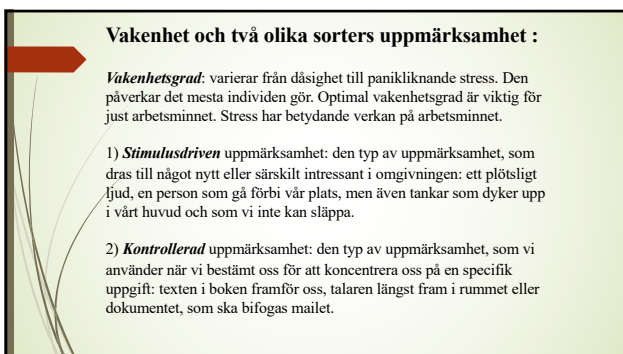 Vakenhet och två olika sorters uppmärksamhet :
Vakenhetsgrad: varierar från dåsighet till panikliknande stress. Den
påverkar det mesta individen gör. Optimal vakenhetsgrad är viktig för
just arbetsminnet. Stress har betydande verkan på arbetsminnet.
1) Stimulusdriven uppmärksamhet: den typ av uppmärksamhet, som
dras till något nytt eller särskilt intressant i omgivningen: ett plötsligt
ljud, en person som gå förbi vår plats, men även tankar som dyker upp
i vårt huvud och som vi inte kan släppa.
2) Kontrollerad uppmärksamhet: den typ av uppmärksamhet, som vi
använder när vi bestämt oss för att koncentrera oss på en specifik
uppgift: texten i boken framför oss, talaren längst fram i rummet eller
dokumentet, som ska bifogas mailet.